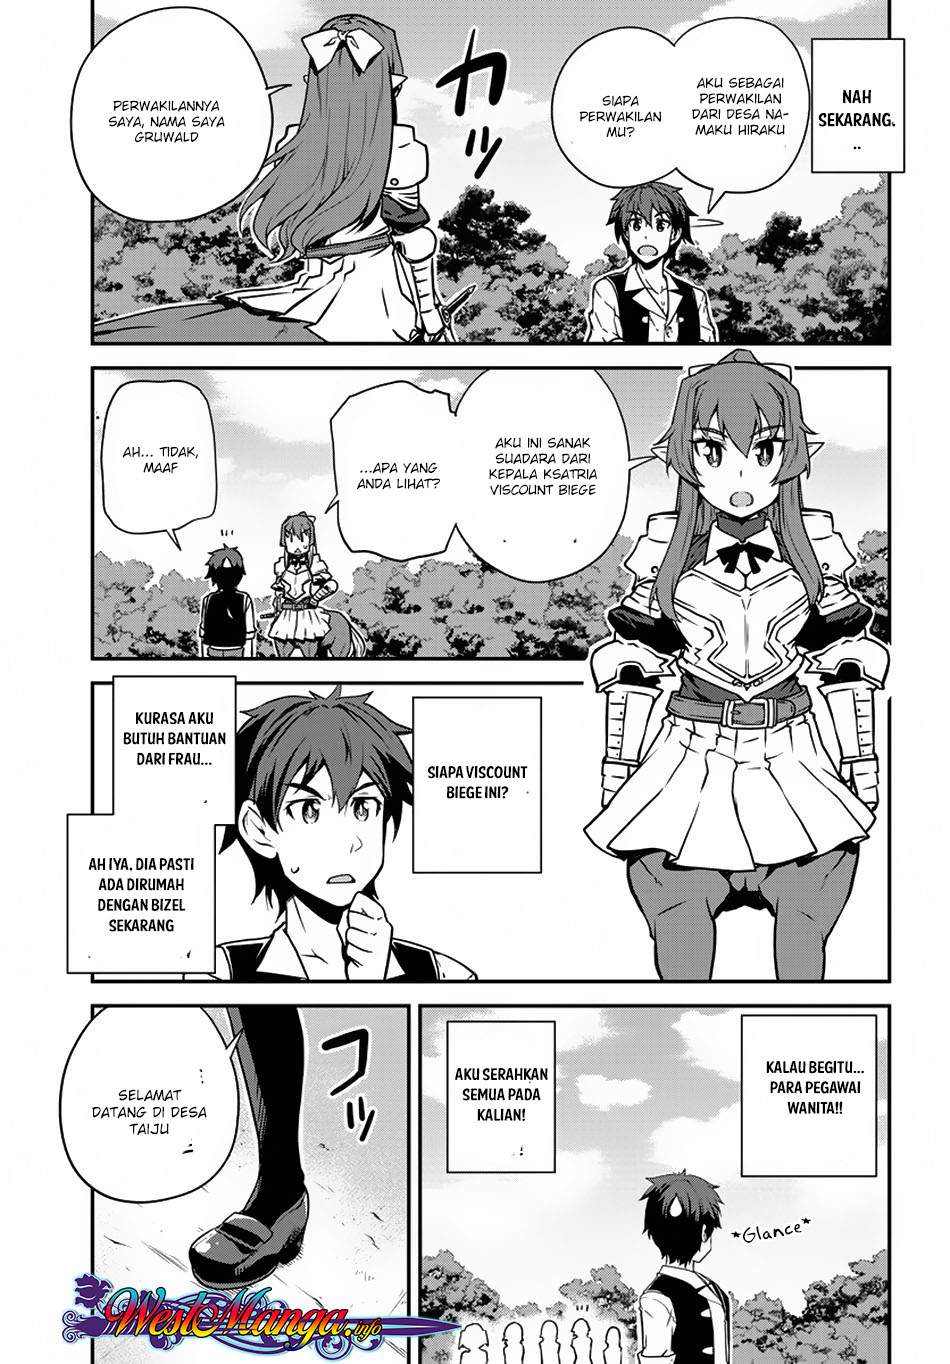 NAH
SEKARANG.
..
AKU SEBAGAI
PERWAKILAN
DARI DESA NA-
MAKU HIRAKU
SIAPA
PERWAKILAN
MU?
カッ
PERWAKILANNYA
SAYA, NAMA SAYA
GRUWALD
AKU INI SANAK
SUADARA DARI
KEPALA KSATRIA
VISCOUNT BIEGE
...APA YANG
ANDA LIHAT?
AH... TIDAK,
MAAF
SIAPA VISCOUNT
BIEGE INI?
KURASA AKU
BUTUH BANTUAN
DARI FRAU...
AH IYA, DIA PASTI
ADA DIRUMAH
DENGAN BIZEL
SEKARANG
KALAU BEGITU...
PARA PEGAWAI
WANITA!!
AKU SERAHKAN
SEMUA PADA
KALIAN!
*Glance*
コッ
SELAMAT
DATANG DI DESA
TAIJU
WestManga.info